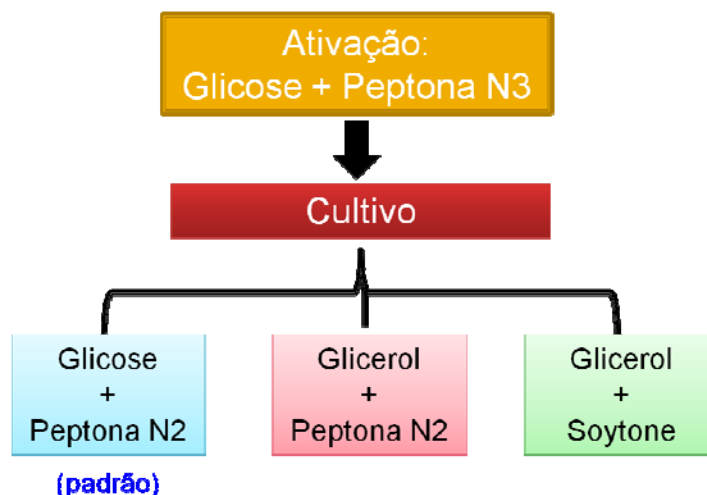 Ativação:
Glicose + Peptona N3
Cultivo
Glicose
+
Peptona N2
(padrão)
Glicerol
+
Peptona N2
Glicerol
+
Soytone